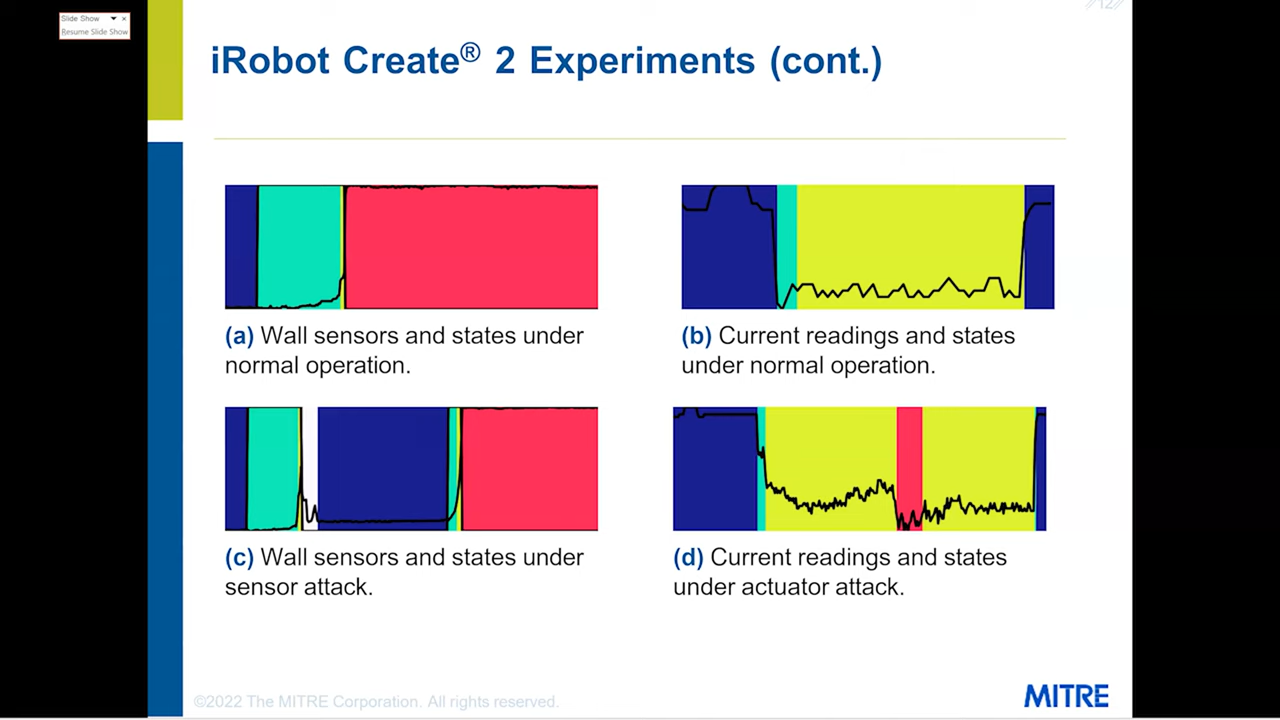 Slide Show
Resume Slide Show
12
iRobot Create® 2 Experiments (cont.)
(a) Wall sensors and states under
normal operation.
(b) Current readings and states
under normal operation.
(c) Wall sensors and states under
sensor attack.
(d) Current readings and states
under actuator attack.
©2022 The MITRE Corporation. All rights reserved.
MITRE